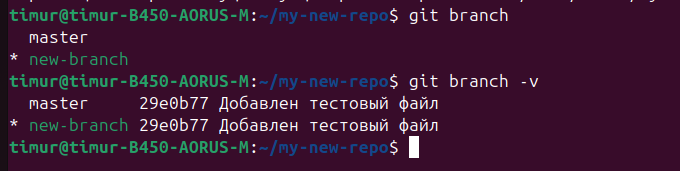 timur@timur-B450-AORUS-M:~/my-new-repo$ git branch
  master
* new-branch
timur@timur-B450-AORUS-M:~/my-new-repo$ git branch -v
  master     29e0b77 Добавлен тестовый файл
* new-branch 29e0b77 Добавлен тестовый файл
timur@timur-B450-AORUS-M:~/my-new-repo$